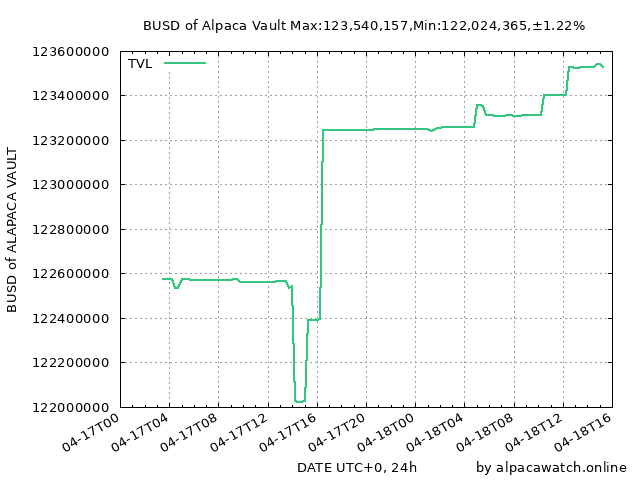 BUSD of Alpaca Vault Max:123,540,157,Min:122,024,365,±1.22%
TVL
123600000
123400000
123200000
123000000
122800000
122600000
122400000
122200000
122000000
BUSD of ALAPACA VAULT
04-17T00
04-17T04
04-17T08
04-17T12
04-17T16
04-17T20
04-18T00
04-18T04
04-18T08
04-18T12
04-18T16
DATE UTC+0, 24h
by alpacawatch.online